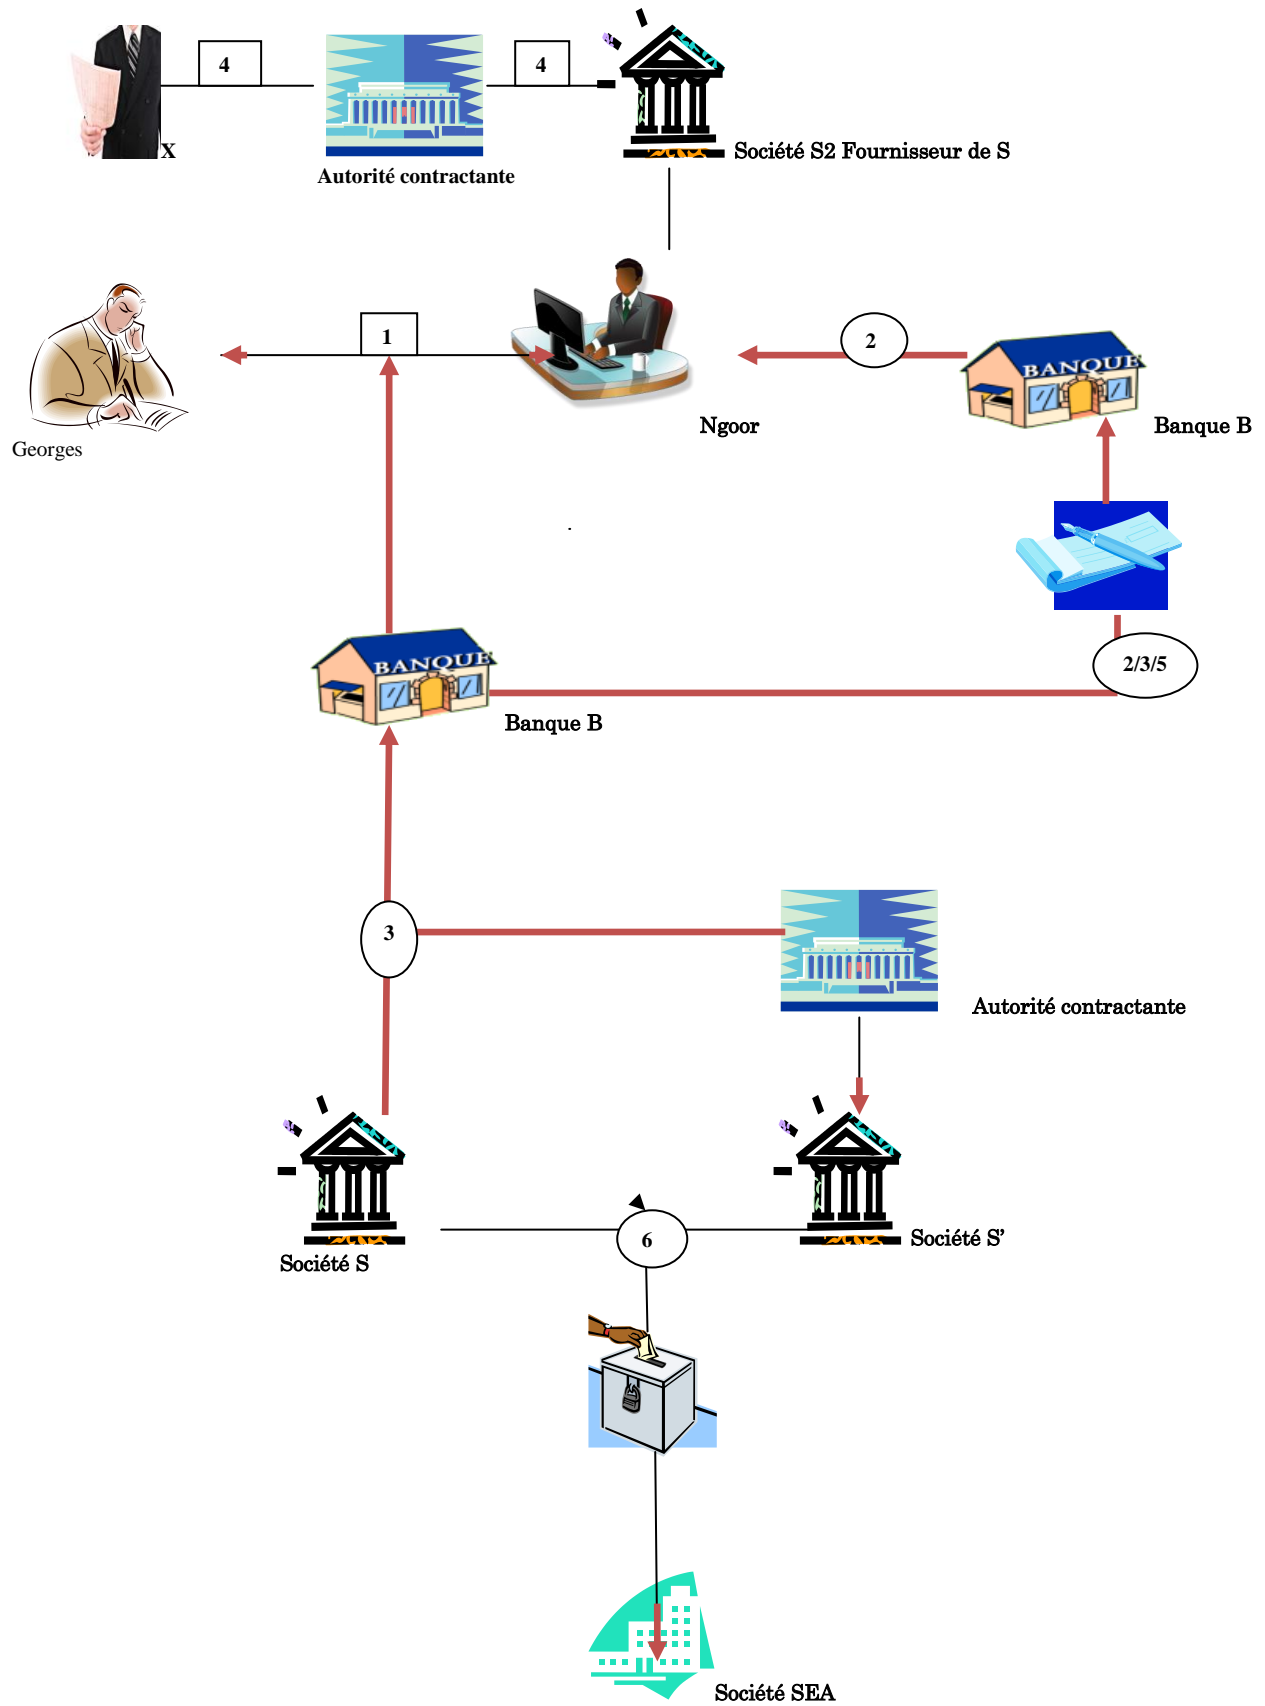 4
4
X
Société S2 Fournisseur de S
Autorité contractante
1
2
BANQUE
Ngoor
Banque B
Georges
2/3/5
BANQUE
Banque B
3
Autorité contractante
6
Société S'
Société S
Société SEA